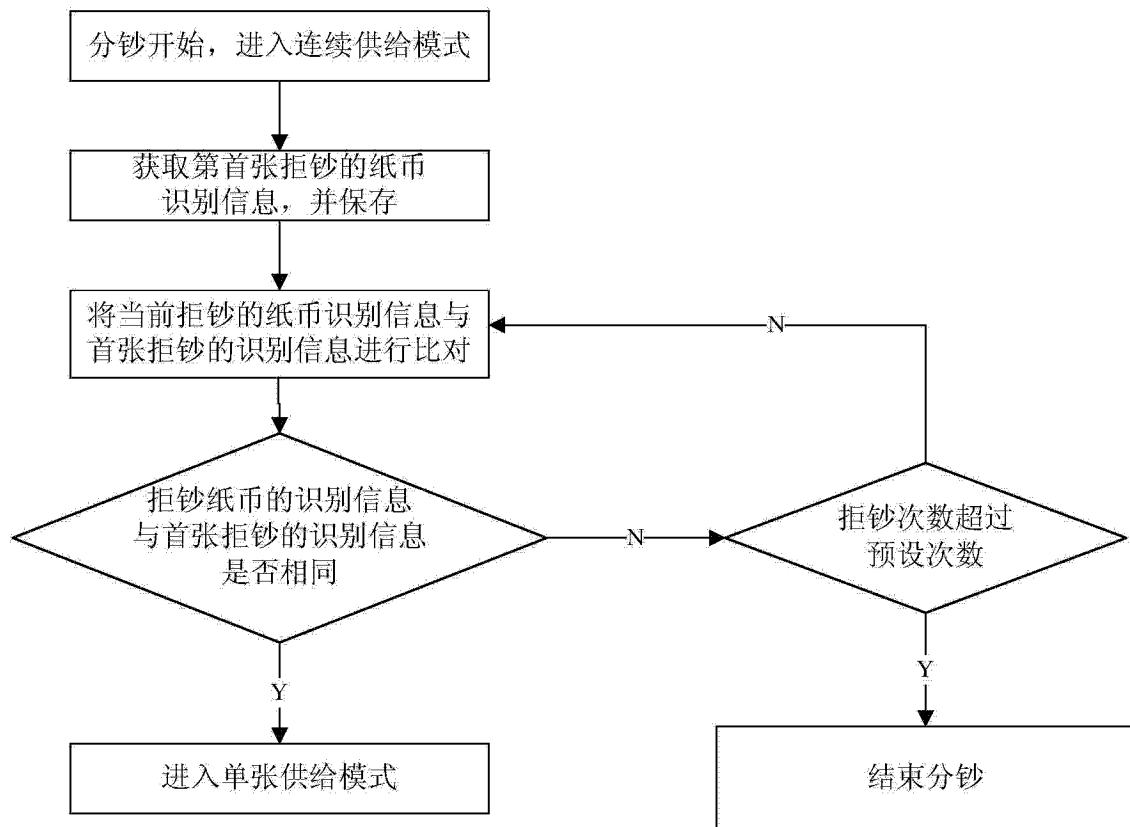 分钞开始，进入连续供给模式
获取第首张拒钞的纸币
识别信息，并保存
将当前拒钞的纸币识别信息与
首张拒钞的识别信息进行比对
N
拒钞纸币的识别信息
与首张拒钞的识别信息
是否相同
N
拒钞次数超过
预设次数
Y
Y
进入单张供给模式
结束分钞